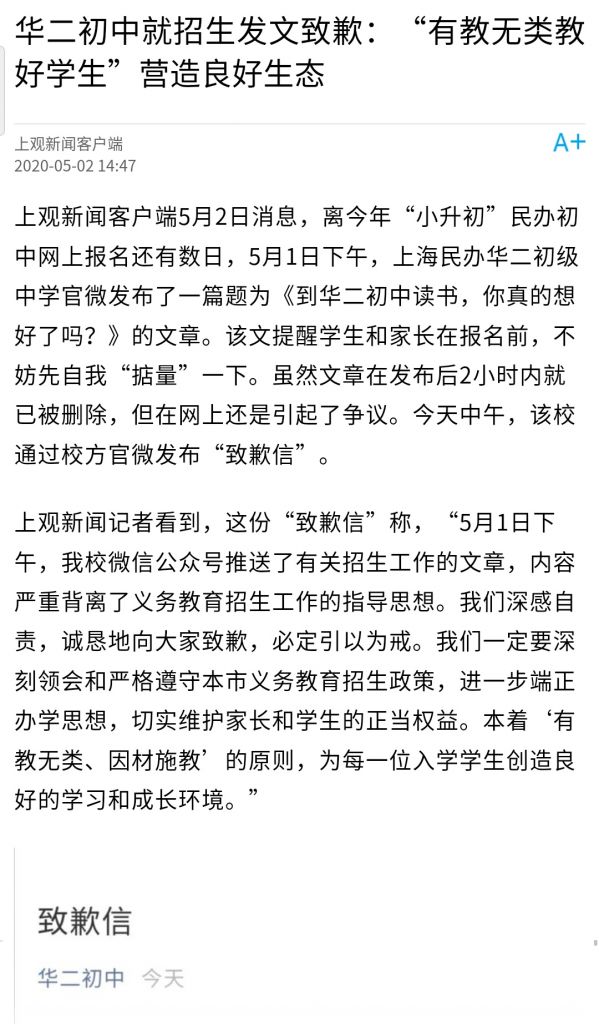 华二初中就招生发文致歉：“有教无类教
好学生”营造良好生态
上观新闻客户端
2020-05-02 14:47
A+
上观新闻客户端5月2日消息，离今年“小升初”民办初
中网上报名还有数日，5月1日下午，上海民办华二初级
中学官微发布了一篇题为《到华二初中读书，你真的想
好了吗？》的文章。该文提醒学生和家长在报名前，不
妨先自我“掂量”一下。虽然文章在发布后2小时内就
已被删除，但在网上还是引起了争议。今天中午，该校
通过校方官微发布“致歉信”。
上观新闻记者看到，这份“致歉信”称，“5月1日下
午，我校微信公众号推送了有关招生工作的文章，内容
严重背离了义务教育招生工作的指导思想。我们深感自
责，诚恳地向大家致歉，必定引以为戒。我们一定要深
刻领会和严格遵守本市义务教育招生政策，进一步端正
办学思想，切实维护家长和学生的正当权益。本着‘有
教无类、因材施教’的原则，为每一位入学学生创造良
好的学习和成长环境。”
致歉信
华二初中 今天